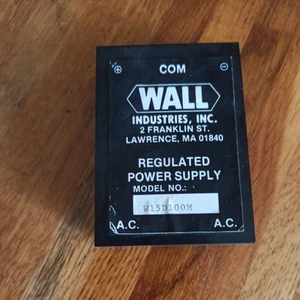 + COM -
WALL
INDUSTRIES, INC.
2 FRANKLIN ST.
LAWRENCE, MA 01840
REGULATED
POWER SUPPLY
MODEL NO.:
W15D100M
A.C. A.C.